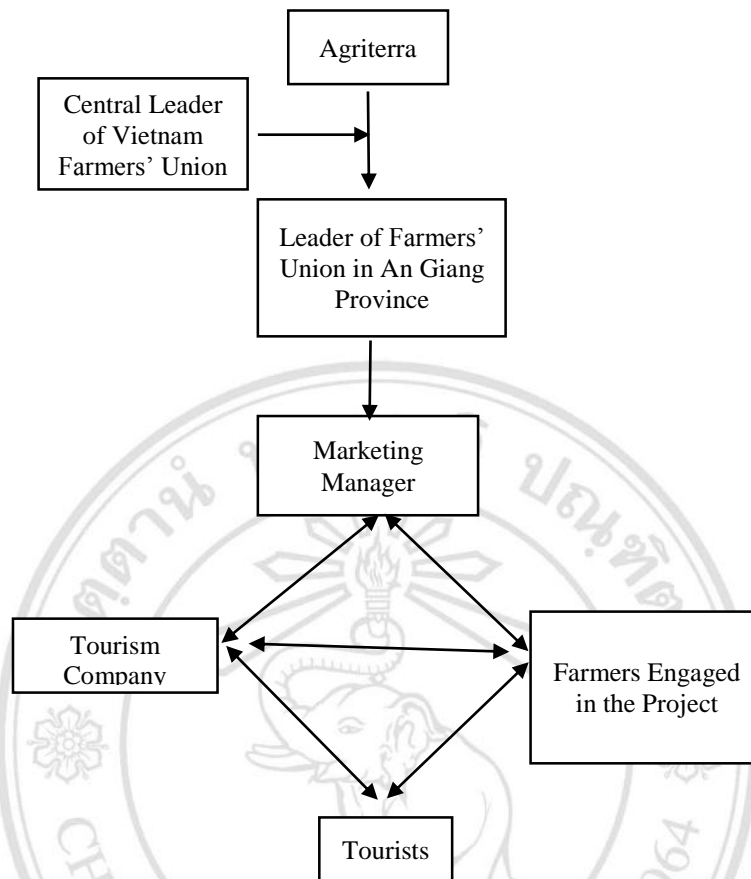 Agriterra
Central Leader
of Vietnam
Farmers’ Union
Leader of Farmers’
Union in An Giang
Province
Marketing
Manager
Tourism
Company
Farmers Engaged
in the Project
Tourists